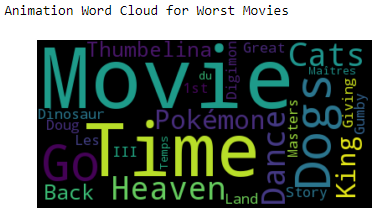 Animation Word Cloud for Worst Movies
Thumbelina
du
Digimon
1st
Great
Cats
Maîtres
Movie
Dinosaur
Doug
Les
III
Time
Temps
Pokémon
Dance
Masters
Dogs
Giving
Gumby
King
Go
Back
Heaven
Land
Story